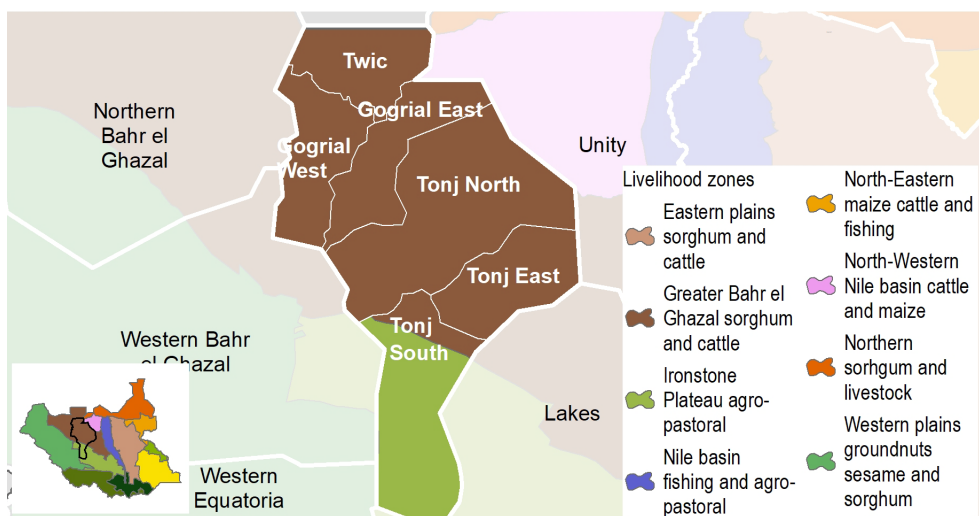 Twic
Gogrial East
Northern
Bahr el
Ghazal
Gogrial
West
Unity
Tonj North
Tonj East
Tonj
South
Western Bahr
el Ghazal
Lakes
Western
Equatoria
Livelihood zones
Eastern plains
sorghum and
cattle
Greater Bahr el
Ghazal sorghum
and cattle
Ironstone
Plateau agro-
pastoral
Nile basin
fishing and agro-
pastoral
North-Eastern
maize cattle and
fishing
North-Western
Nile basin cattle
and maize
Northern
sorhgum and
livestock
Western plains
groundnuts
sesame and
sorghum